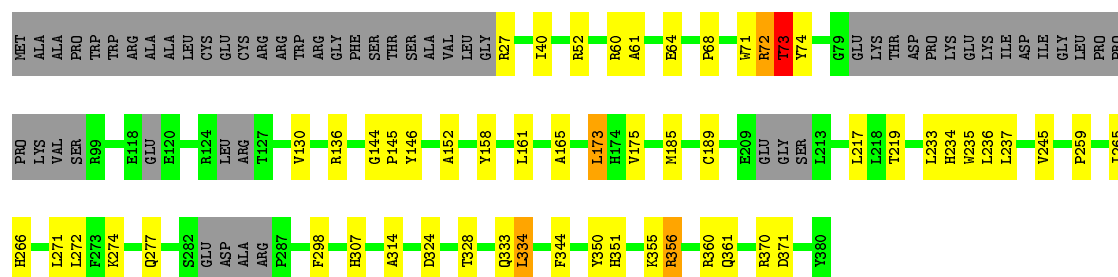 MET ALA ALA PRO TRP TRP ARG ALA ALA LEU CYS GLU CYS ARG ARG TRP ARG GLY PHE SER THR SER ALA VAL LEU GLY R27 I40 R52 R60 A61 E64 P68 W71 R72 T73 Y74 G79 GLU LYS THR ASP PRO LYS GLU LYS ILE ASP ILE GLY LEU PRO PRO
PRO LYS VAL SER R99 E118 GLU E120 R124 LEU ARG T127 V130 R136 G144 P145 Y146 A152 Y158 L161 A165 L173 H174 V175 M185 C189 E209 GLU GLY SER L213 L217 L218 T219 L233 H234 W235 L236 L237 V245 P259
H266 L271 L272 F273 K274 Q277 S282 GLU ASP ALA ARG P287 F298 H307 A314 D324 T328 Q333 L334 F344 Y350 H351 K355 R356 R360 Q361 R370 D371 Y380